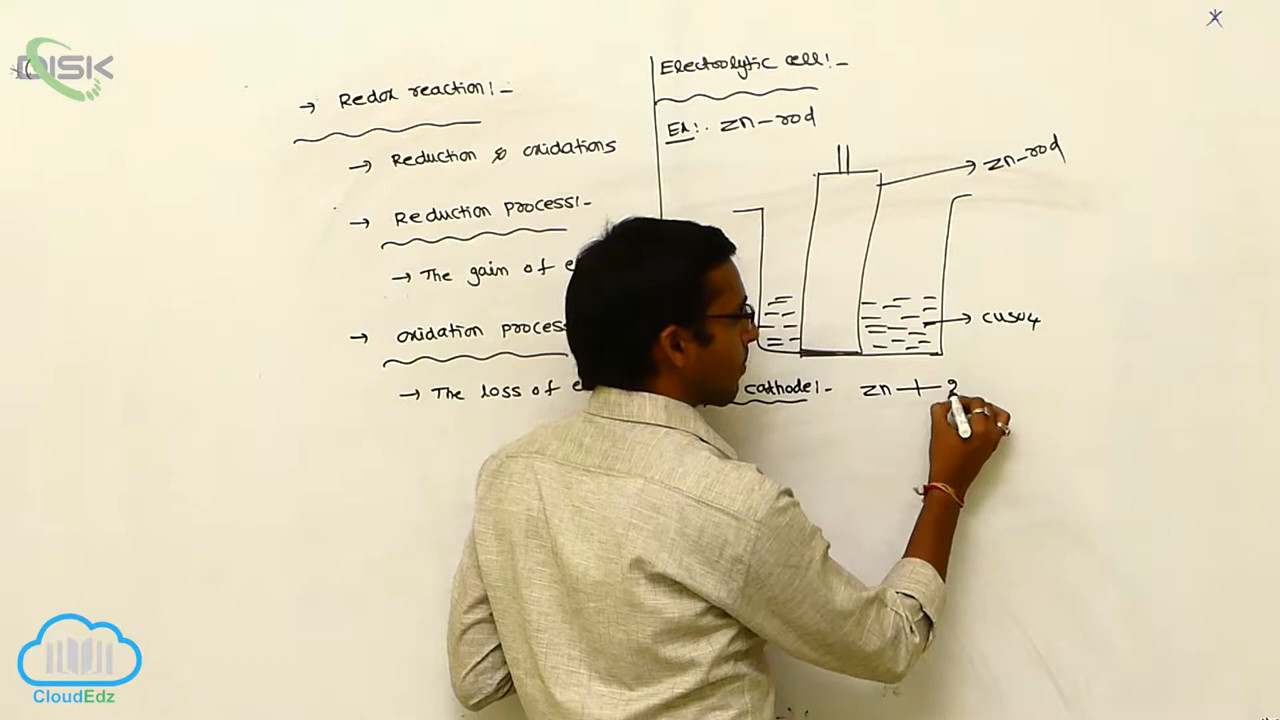 DISK
→ Redox reaction:-
→ Reduction & oxidations
→ Reduction process:-
→ The gain of e
→ oxidation process
→ The loss of e
Electrolytic cell:-
Ex:- Zn-rod
Zn-rod
CuSO4
cathode:- Zn + 2
CloudEdz